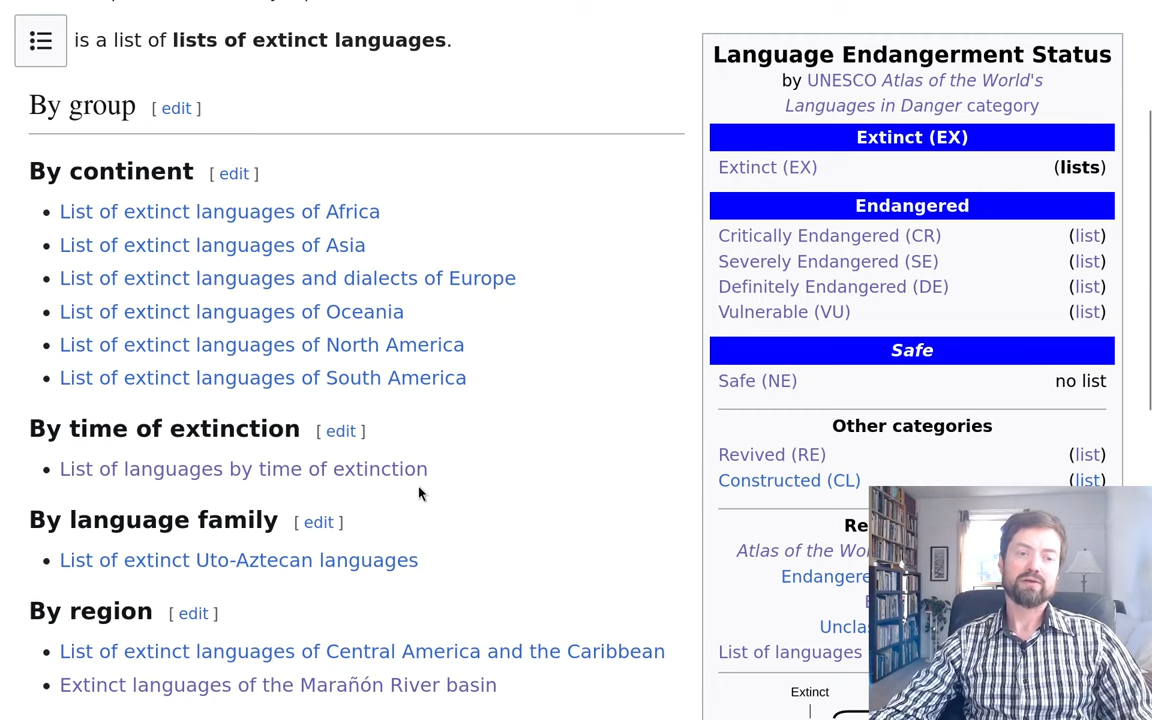 is a list of lists of extinct languages.
By group [ edit ]
By continent [ edit ]
• List of extinct languages of Africa
• List of extinct languages of Asia
• List of extinct languages and dialects of Europe
• List of extinct languages of Oceania
• List of extinct languages of North America
• List of extinct languages of South America
By time of extinction [ edit ]
• List of languages by time of extinction
By language family [ edit ]
• List of extinct Uto-Aztecan languages
By region [ edit ]
• List of extinct languages of Central America and the Caribbean
• Extinct languages of the Marañón River basin
Language Endangerment Status
by UNESCO Atlas of the World's
Languages in Danger category
Extinct (EX)
Extinct (EX) (lists)
Endangered
Critically Endangered (CR) (list)
Severely Endangered (SE) (list)
Definitely Endangered (DE) (list)
Vulnerable (VU) (list)
Safe
Safe (NE) no list
Other categories
Revived (RE) (list)
Constructed (CL) (list)
Atlas of the
List of languages
Extinct